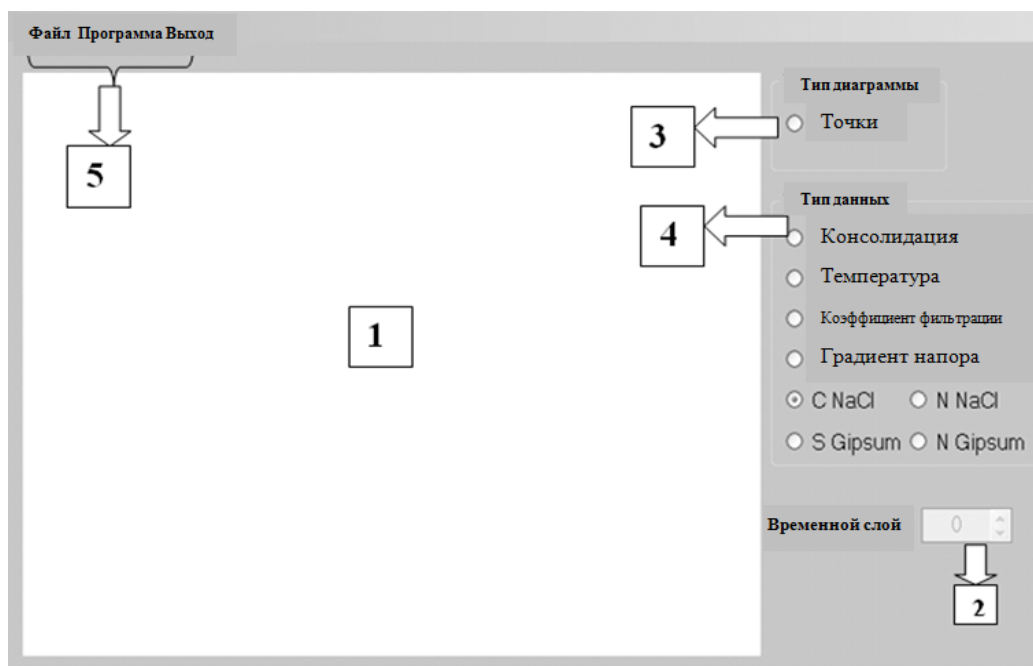 Файл Программа Выход
Тип диаграммы
Точки
3
5
Тип данных
4
Консолидация
Температура
Коэффициент фильтрации
1
Градиент напора
C NaCl N NaCl
S Gipsum N Gipsum
Временной слой 0
2